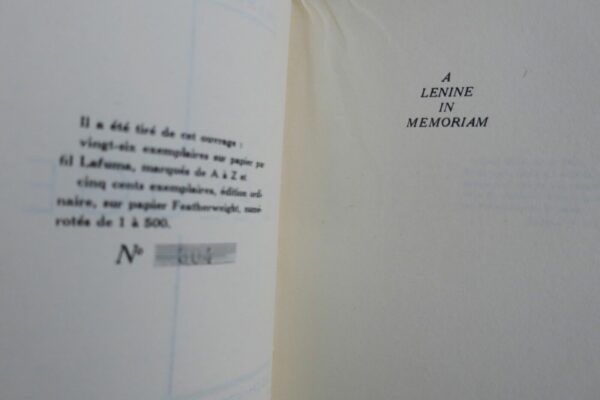 Il a été tiré de cet ouvrage :
vingt-six exemplaires sur papier pur
fil Lafuma, marqués de A à Z et
cinq cents exemplaires, édition ordi-
naire, sur papier Featherweight, numé-
rotés de 1 à 500.
No
A
LENINE
IN
MEMORIAM